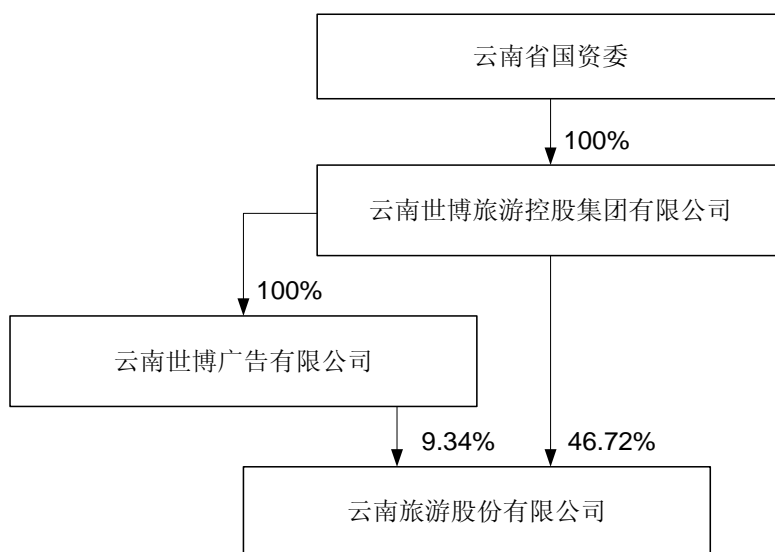 云南省国资委
100%
云南世博旅游控股集团有限公司
100%
云南世博广告有限公司
9.34%
46.72%
云南旅游股份有限公司